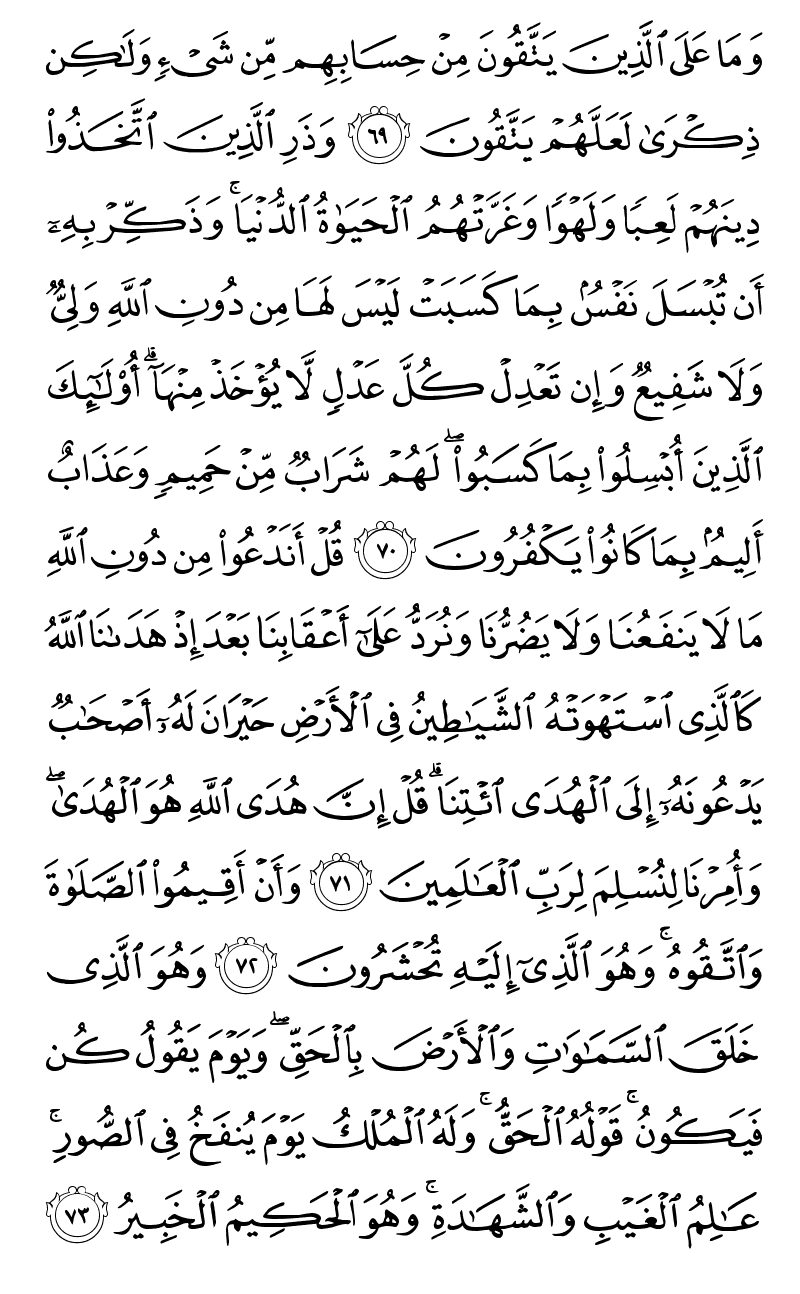 وَمَا عَلَى ٱلَّذِينَ يَتَّقُونَ مِنْ حِسَابِهِم مِّن شَىْءٍ وَلَـٰكِن
ذِكْرَىٰ لَعَلَّهُمْ يَتَّقُونَ ٦٩ وَذَرِ ٱلَّذِينَ ٱتَّخَذُوا۟
دِينَهُمْ لَعِبًا وَلَهْوًا وَغَرَّتْهُمُ ٱلْحَيَوٰةُ ٱلدُّنْيَا ۚ وَذَكِّرْ بِهِۦٓ
أَن تُبْسَلَ نَفْسٌۢ بِمَا كَسَبَتْ لَيْسَ لَهَا مِن دُونِ ٱللَّهِ وَلِىٌّ
وَلَا شَفِيعٌ وَإِن تَعْدِلْ كُلَّ عَدْلٍ لَّا يُؤْخَذْ مِنْهَآ ۗ أُو۟لَـٰٓئِكَ
ٱلَّذِينَ أُبْسِلُوا۟ بِمَا كَسَبُوا۟ ۖ لَهُمْ شَرَابٌ مِّنْ حَمِيمٍ وَعَذَابٌ
أَلِيمٌۢ بِمَا كَانُوا۟ يَكْفُرُونَ ٧٠ قُلْ أَنَدْعُوا۟ مِن دُونِ ٱللَّهِ
مَا لَا يَنفَعُنَا وَلَا يَضُرُّنَا وَنُرَدُّ عَلَىٰٓ أَعْقَابِنَا بَعْدَ إِذْ هَدَىٰنَا ٱللَّهُ
كَٱلَّذِى ٱسْتَهْوَتْهُ ٱلشَّيَـٰطِينُ فِى ٱلْأَرْضِ حَيْرَانَ لَهُۥٓ أَصْحَـٰبٌ
يَدْعُونَهُۥٓ إِلَى ٱلْهُدَى ٱئْتِنَا ۗ قُلْ إِنَّ هُدَى ٱللَّهِ هُوَ ٱلْهُدَىٰ ۖ
وَأُمِرْنَا لِنُسْلِمَ لِرَبِّ ٱلْعَـٰلَمِينَ ٧١ وَأَنْ أَقِيمُوا۟ ٱلصَّلَوٰةَ
وَٱتَّقُوهُ ۚ وَهُوَ ٱلَّذِىٓ إِلَيْهِ تُحْشَرُونَ ٧٢ وَهُوَ ٱلَّذِى
خَلَقَ ٱلسَّمَـٰوَٰتِ وَٱلْأَرْضَ بِٱلْحَقِّ ۖ وَيَوْمَ يَقُولُ كُن
فَيَكُونُ ۚ قَوْلُهُ ٱلْحَقُّ ۚ وَلَهُ ٱلْمُلْكُ يَوْمَ يُنفَخُ فِى ٱلصُّورِ ۚ
عَـٰلِمُ ٱلْغَيْبِ وَٱلشَّهَـٰدَةِ ۚ وَهُوَ ٱلْحَكِيمُ ٱلْخَبِيرُ ٧٣